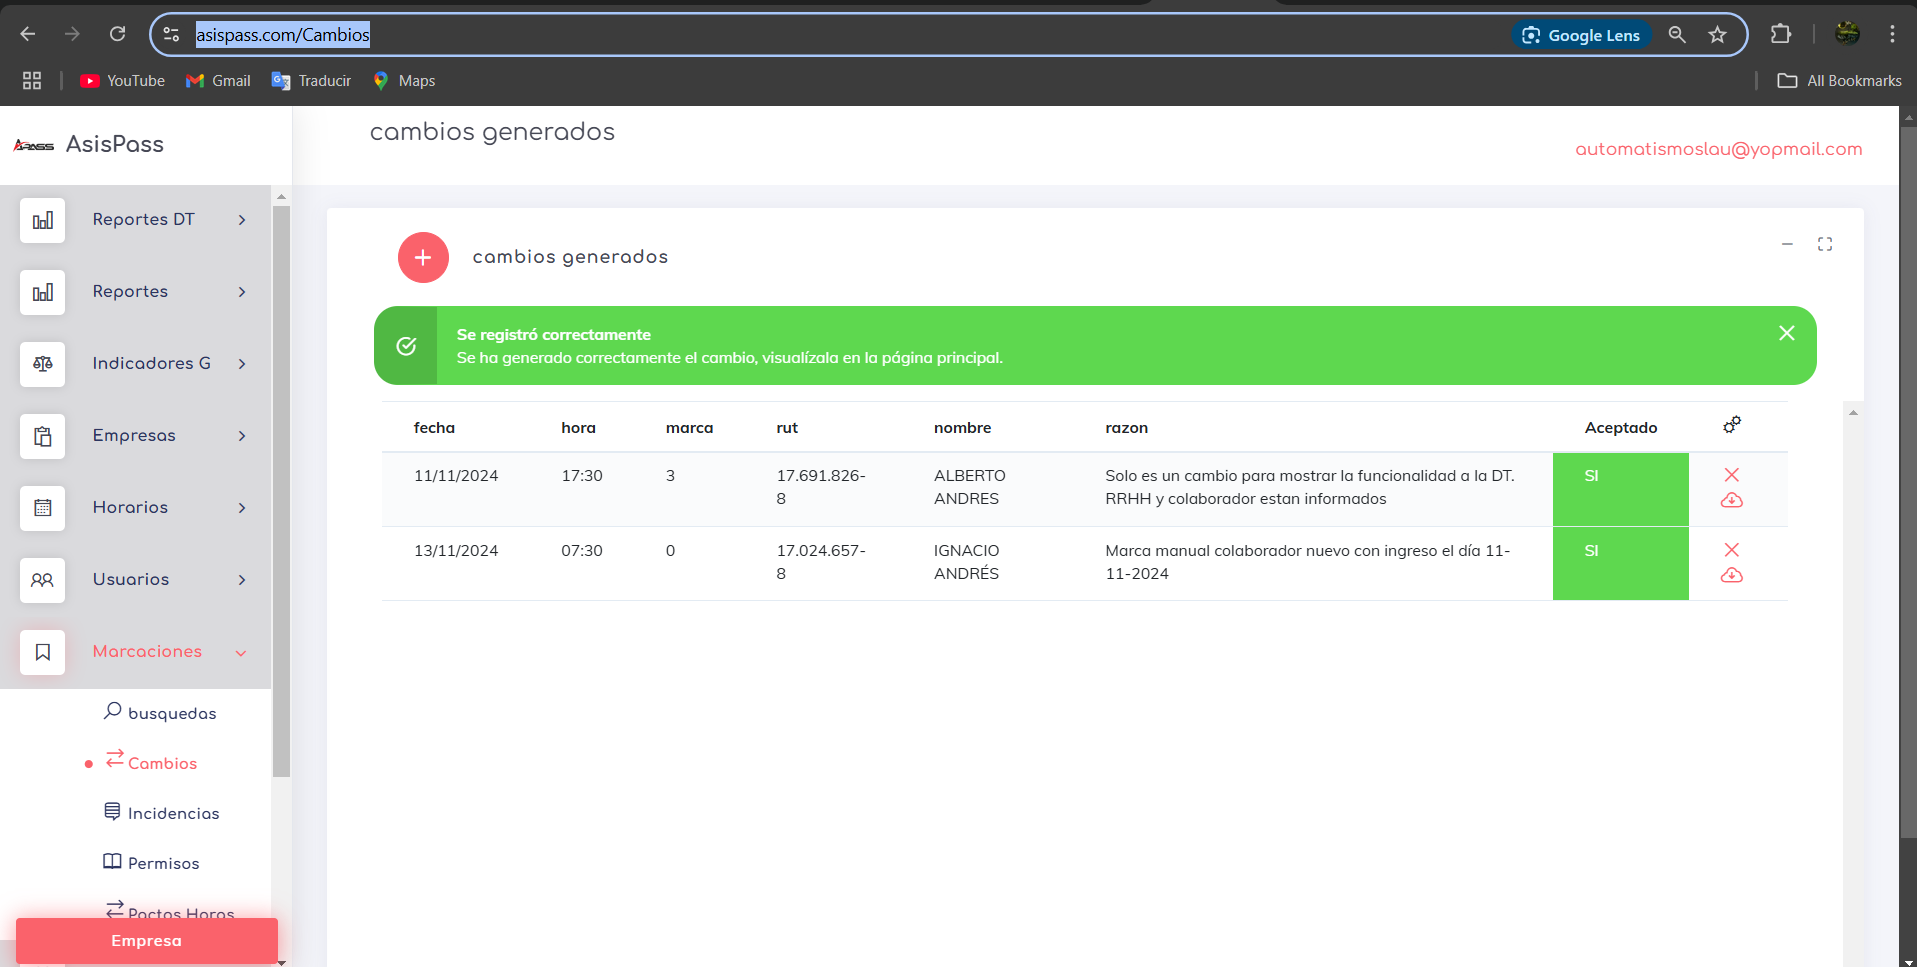 asispass.com/Cambios
Google Lens
YouTube
Gmail
Traducir
Maps
All Bookmarks
APASS
AsisPass
cambios generados
automatismoslau@yopmail.com
Reportes DT
Reportes
Indicadores G
Empresas
Horarios
Usuarios
Marcaciones
busquedas
Cambios
Incidencias
Permisos
Pactos Horas
Empresa
cambios generados
Se registró correctamente
Se ha generado correctamente el cambio, visualízala en la página principal.
fecha hora marca rut nombre razon Aceptado
11/11/2024 17:30 3 17.691.826- ALBERTO Solo es un cambio para mostrar la funcionalidad a la DT. SI
8 ANDRES RRHH y colaborador estan informados
13/11/2024 07:30 0 17.024.657- IGNACIO Marca manual colaborador nuevo con ingreso el día 11- SI
8 ANDRÉS 11-2024